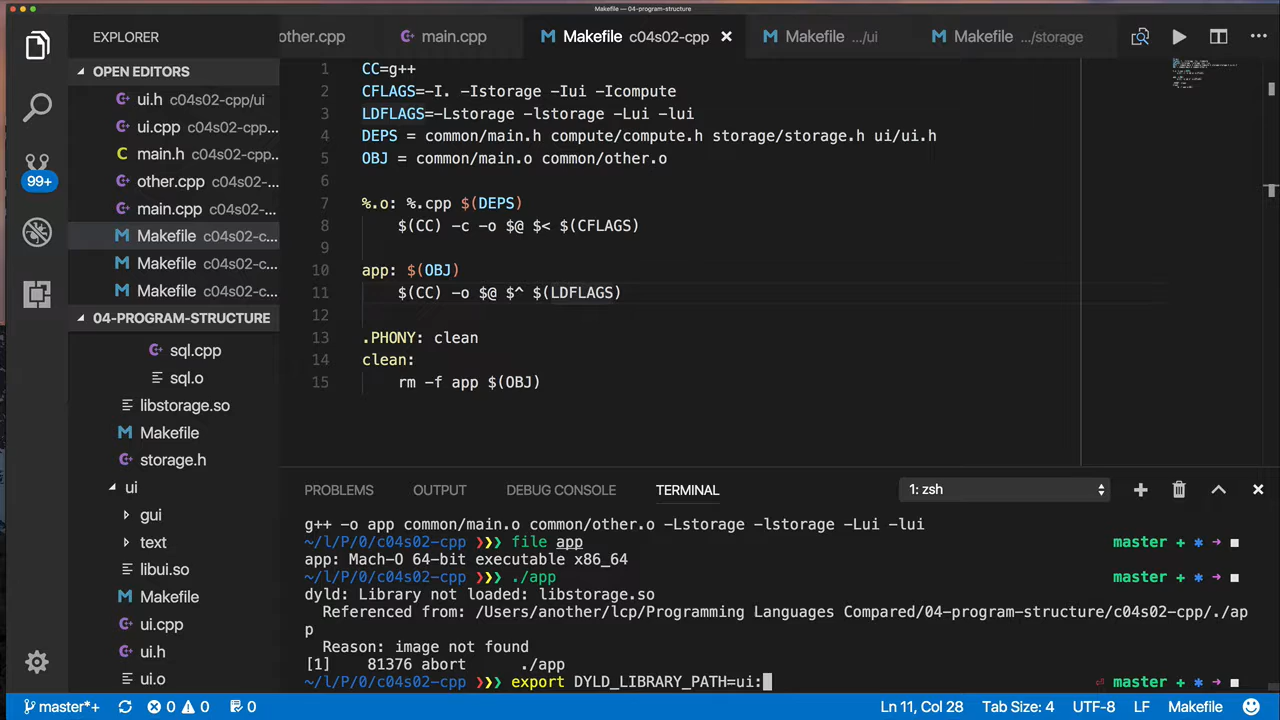 Makefile — 04-program-structure
EXPLORER
other.cpp
main.cpp
Makefile c04s02-cpp
Makefile .../ui
Makefile .../storage
OPEN EDITORS
ui.h c04s02-cpp/ui
ui.cpp c04s02-cpp...
main.h c04s02-cpp...
other.cpp c04s02-...
main.cpp c04s02-...
Makefile c04s02-c...
Makefile c04s02-c...
Makefile c04s02-c...
99+
04-PROGRAM-STRUCTURE
sql.cpp
sql.o
libstorage.so
Makefile
storage.h
ui
gui
text
libui.so
Makefile
ui.cpp
ui.h
ui.o
1 CC=g++
2 CFLAGS=-I. -Istorage -Iui -Icompute
3 LDFLAGS=-Lstorage -lstorage -Lui -lui
4 DEPS = common/main.h compute/compute.h storage/storage.h ui/ui.h
5 OBJ = common/main.o common/other.o
6
7 %.o: %.cpp $(DEPS)
8 $(CC) -c -o $@ $< $(CFLAGS)
9
10 app: $(OBJ)
11 $(CC) -o $@ $^ $(LDFLAGS)
12
13 .PHONY: clean
14 clean:
15 rm -f app $(OBJ)
PROBLEMS OUTPUT DEBUG CONSOLE TERMINAL
1: zsh
g++ -o app common/main.o common/other.o -Lstorage -lstorage -Lui -lui
~/l/P/0/c04s02-cpp ❯❯❯ file app master + ✱ ➝ ◼
app: Mach-O 64-bit executable x86_64
~/l/P/0/c04s02-cpp ❯❯❯ ./app master + ✱ ➝ ◼
dyld: Library not loaded: libstorage.so
Referenced from: /Users/another/lcp/Programming Languages Compared/04-program-structure/c04s02-cpp/./ap
p
Reason: image not found
[1] 81376 abort ./app
~/l/P/0/c04s02-cpp ❯❯❯ export DYLD_LIBRARY_PATH=ui: ⏎ master + ✱ ➝ ◼
master*+ 0 0 0 Ln 11, Col 28 Tab Size: 4 UTF-8 LF Makefile